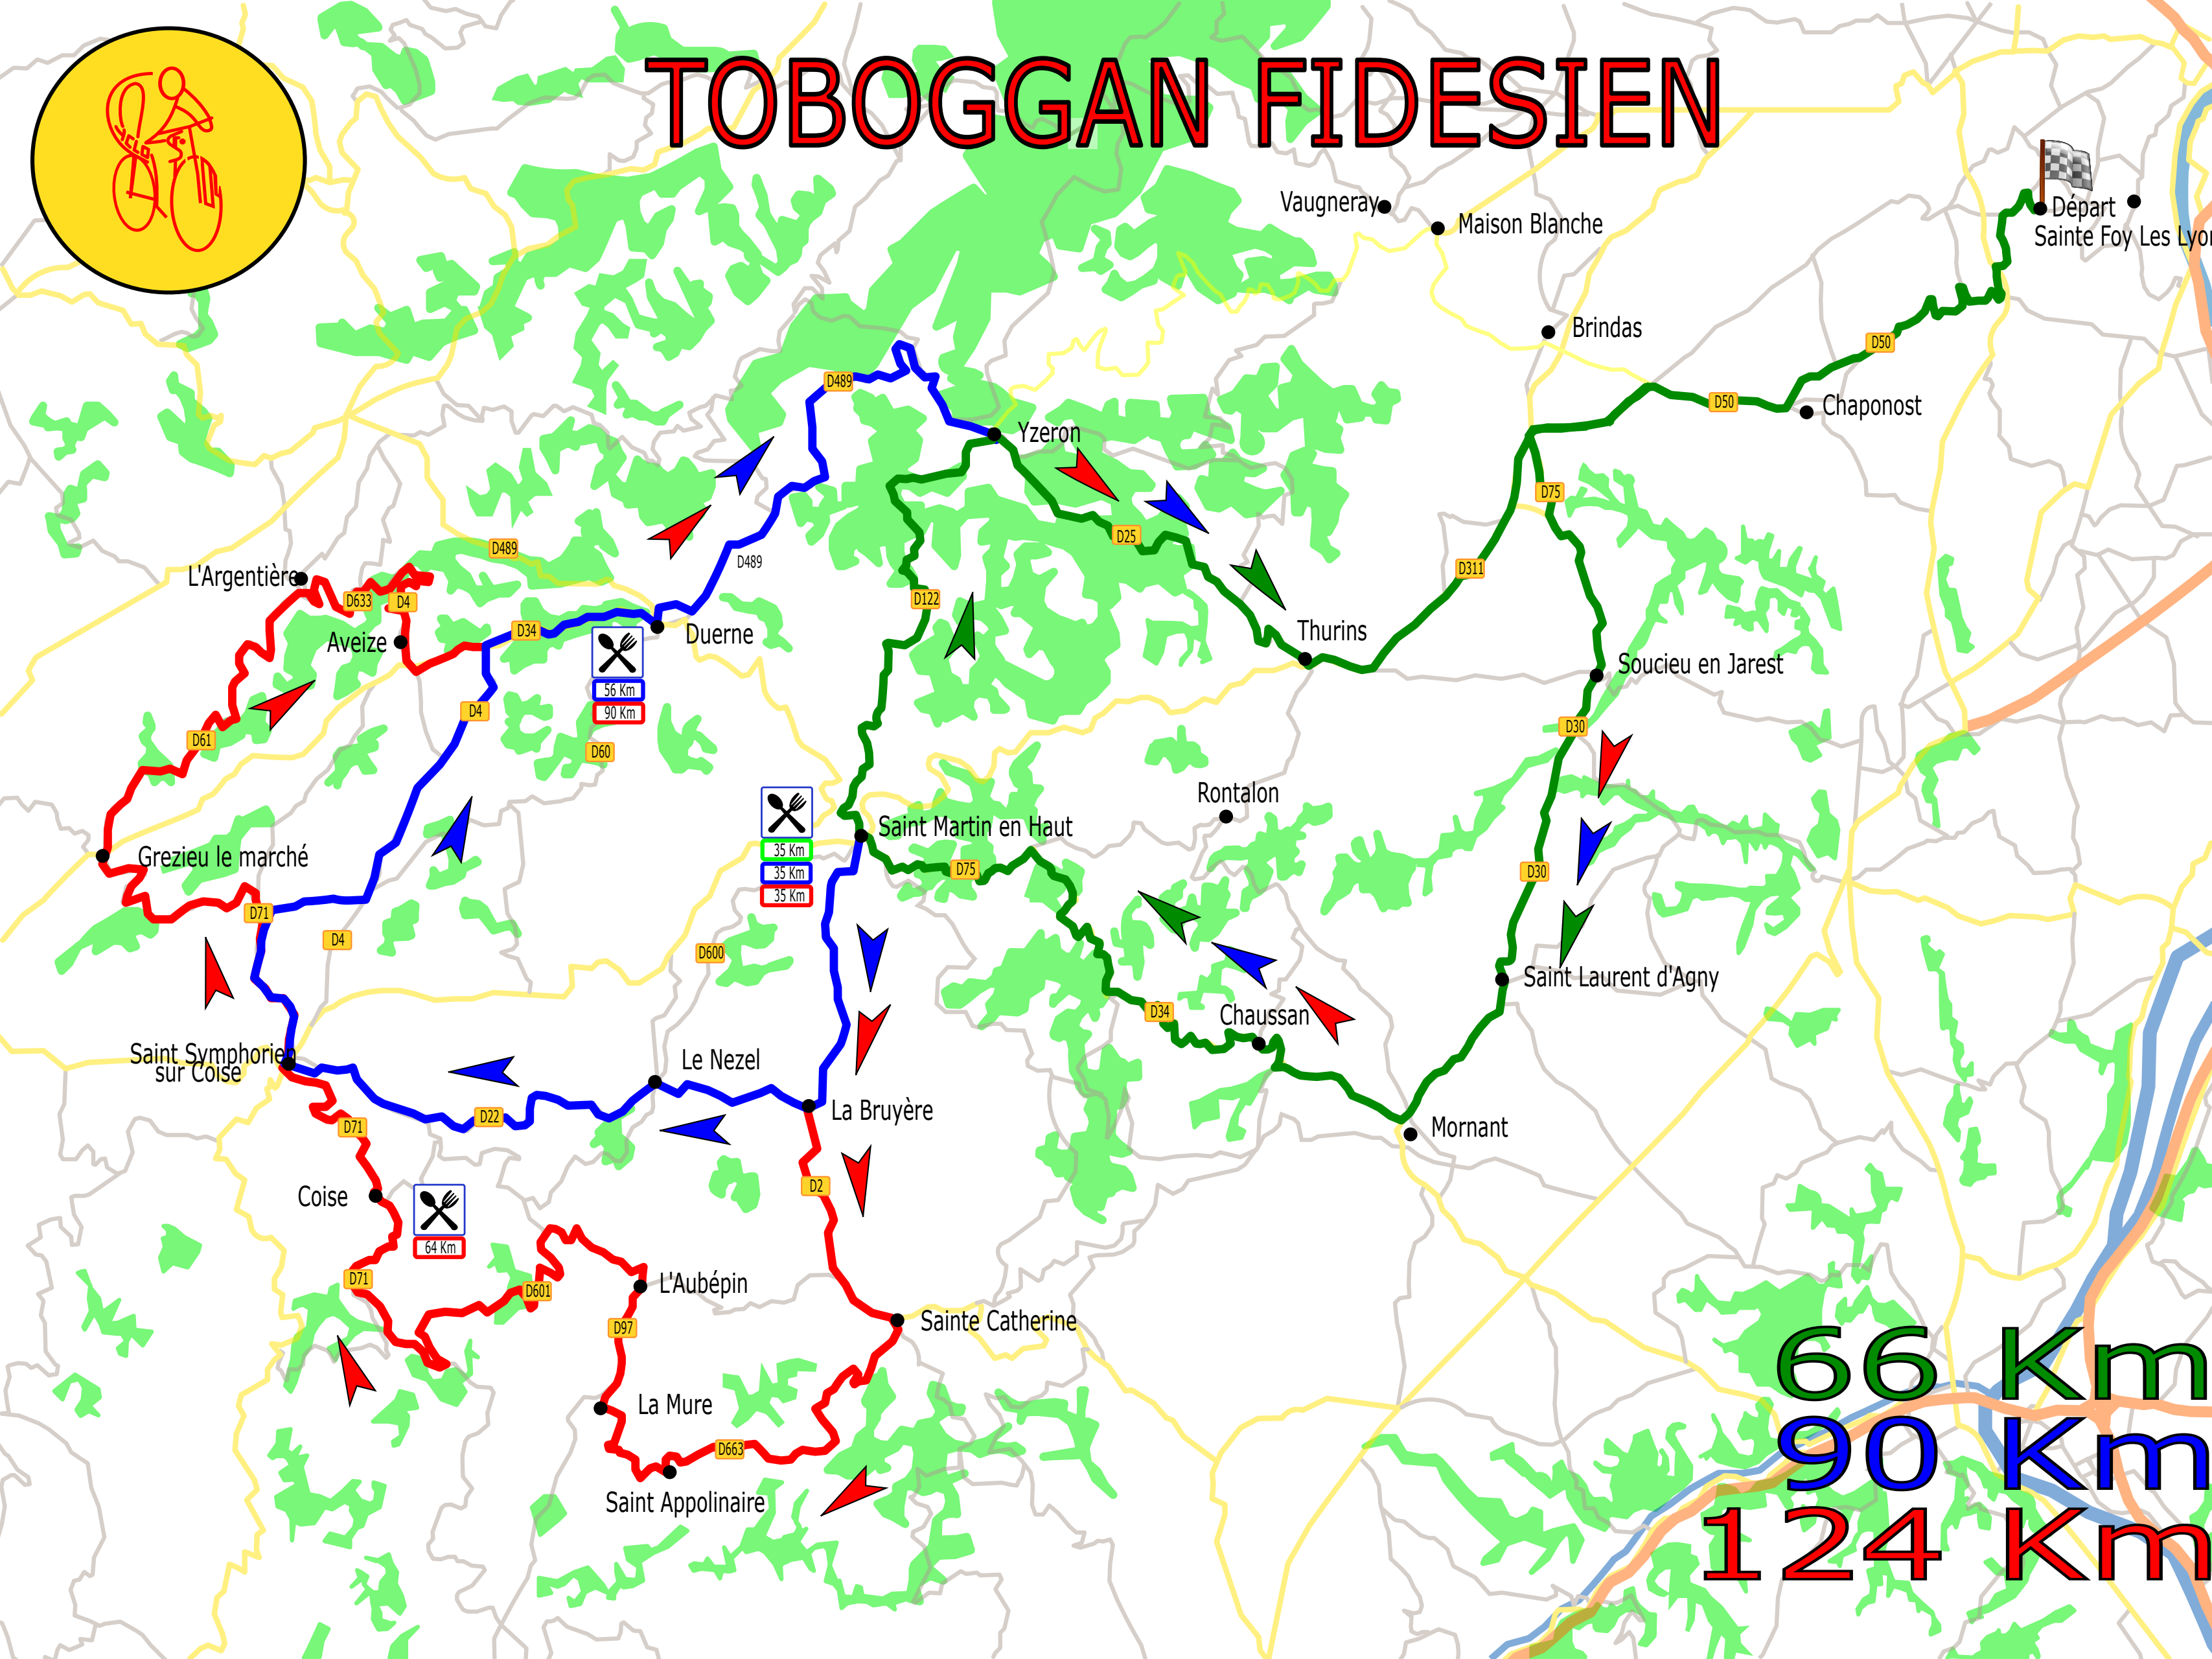 TOBOGGAN FIDESIEN
Vaugneray
Maison Blanche
Départ
Sainte Foy Les Lyo
Brindas
D50
D489
D50
Chaponost
Yzeron
D75
D25
D489
D489
D311
L'Argentière
D633
D4
D122
D34
Duerne
Thurins
Aveize
Soucieu en Jarest
56 Km
90 Km
D4
D30
D61
D60
Rontalon
Saint Martin en Haut
35 Km
35 Km
35 Km
Grezieu le marché
D75
D30
D71
D4
D600
Saint Laurent d'Agny
D34
Chaussan
Saint Symphorien
sur Coise
Le Nezel
La Bruyère
D22
D71
Mornant
D2
Coise
64 Km
D71
D601
L'Aubépin
D97
Sainte Catherine
La Mure
D663
Saint Appolinaire
66 Km
90 Km
124 Km